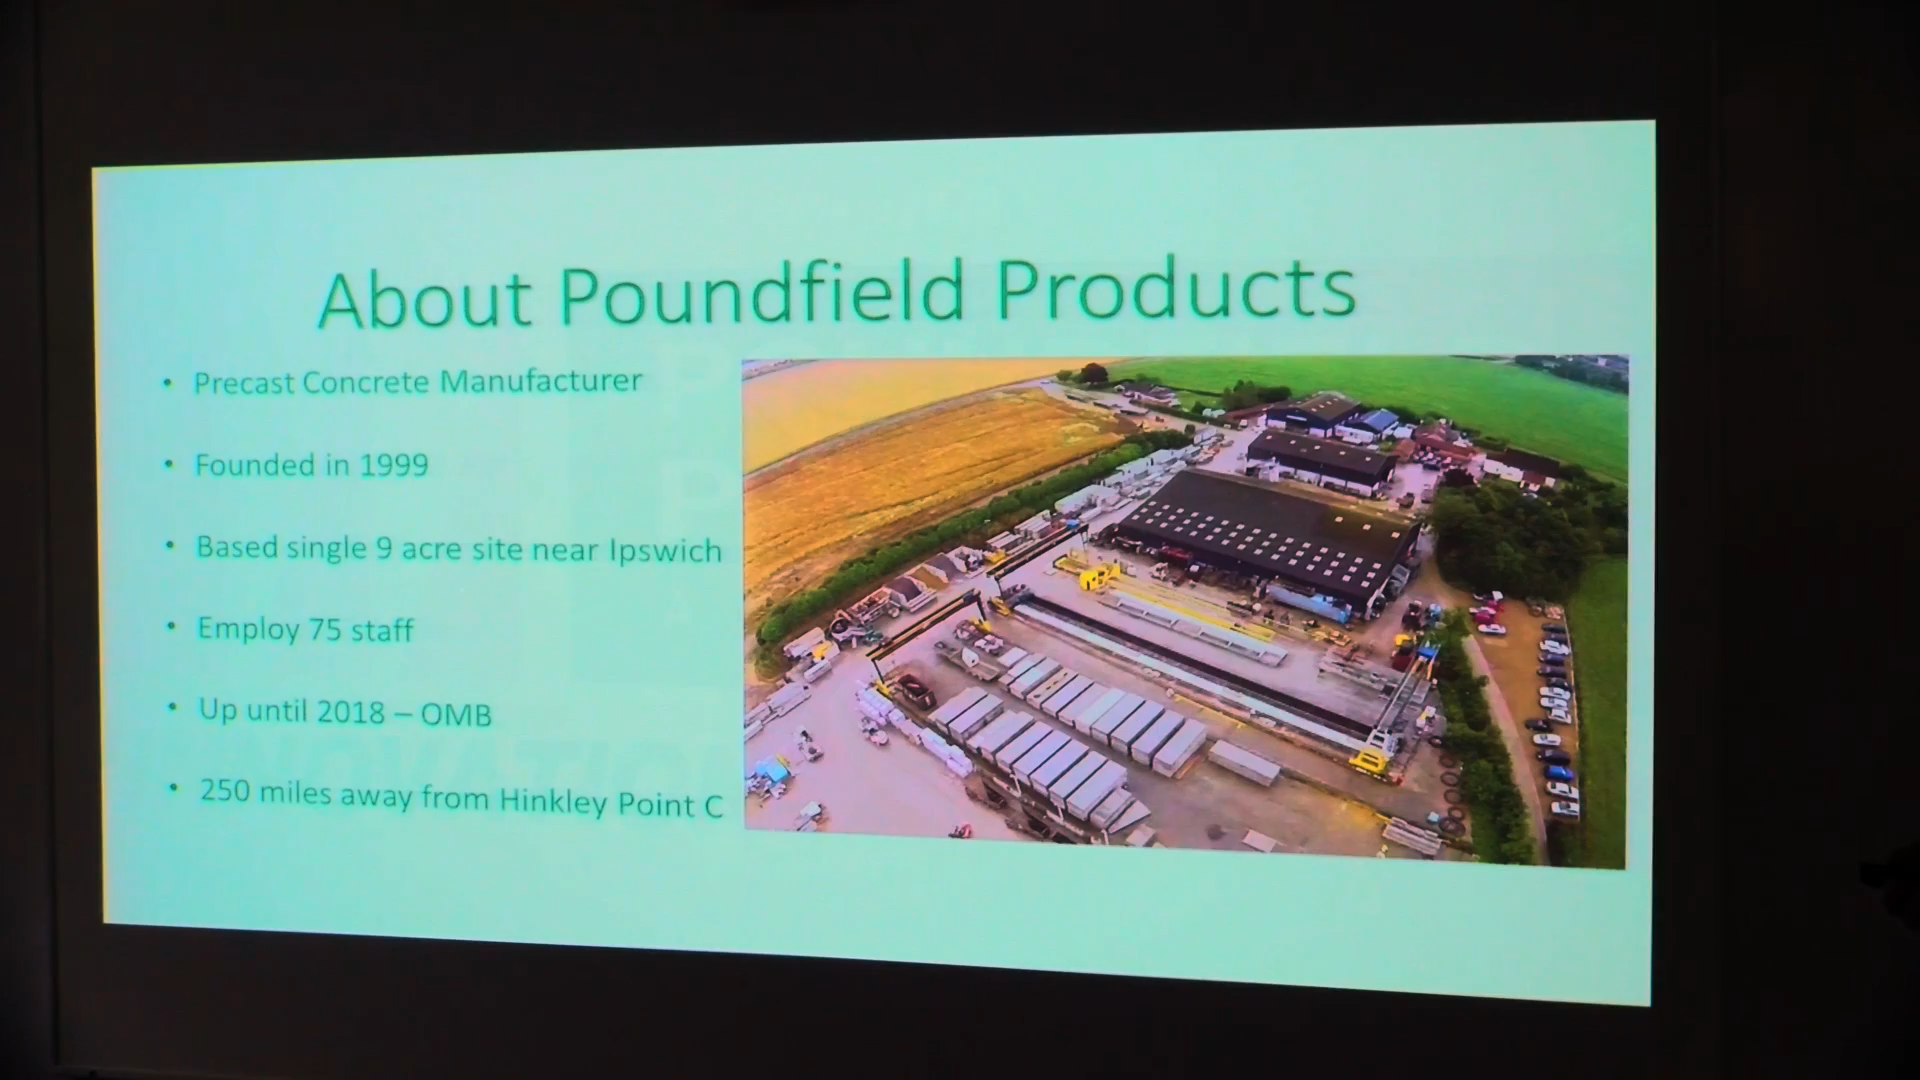 About Poundfield Products
• Precast Concrete Manufacturer
• Founded in 1999
• Based single 9 acre site near Ipswich
• Employ 75 staff
• Up until 2018 – OMB
• 250 miles away from Hinkley Point C